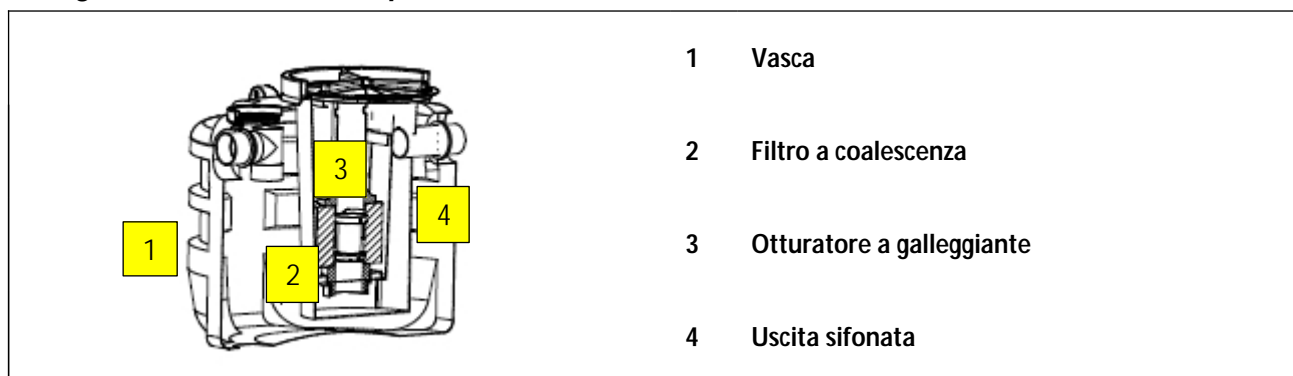 1 Vasca
2 Filtro a coalescenza
3 Otturatore a galleggiante
4 Uscita sifonata
3
4
1
2